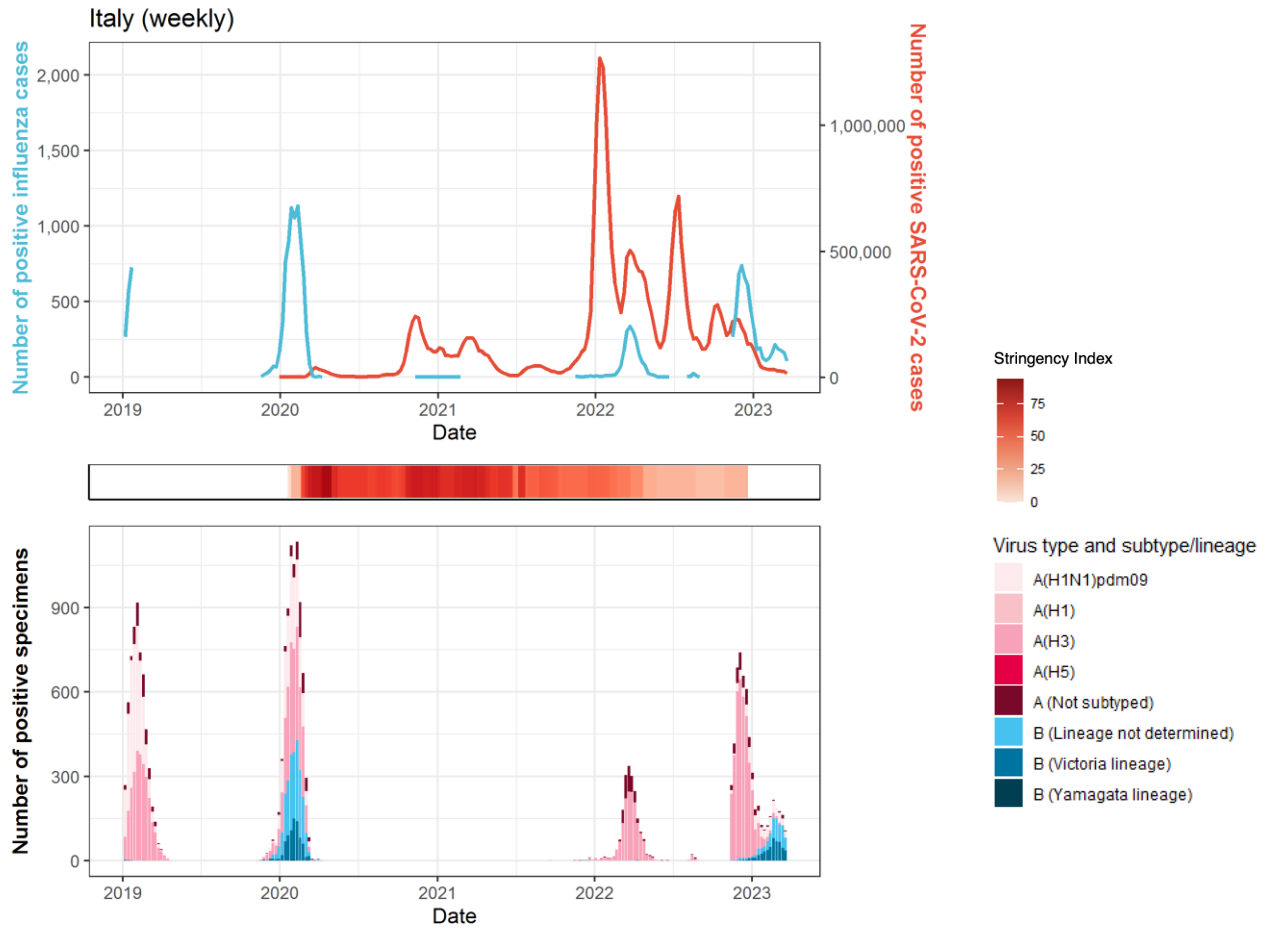 Italy (weekly)
Number of positive influenza cases
2,000
1,500
1,000
500
0
1,000,000
500,000
0
Number of positive SARS-CoV-2 cases
2019 2020 2021 2022 2023
Date
Stringency Index
75
50
25
0
Number of positive specimens
900
600
300
0
2019 2020 2021 2022 2023
Date
Virus type and subtype/lineage
A(H1N1)pdm09
A(H1)
A(H3)
A(H5)
A (Not subtyped)
B (Lineage not determined)
B (Victoria lineage)
B (Yamagata lineage)